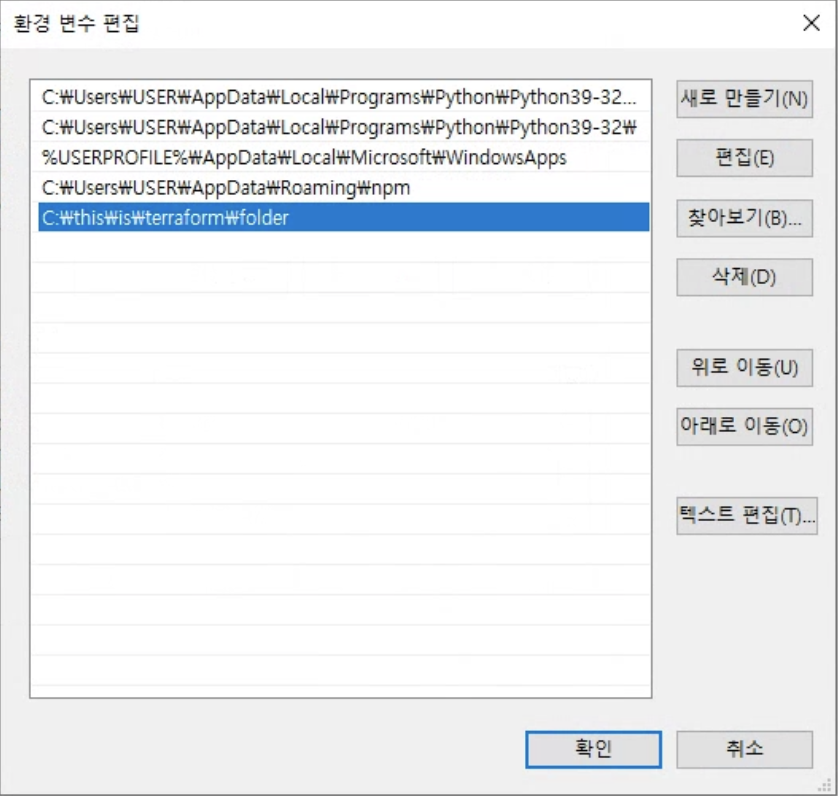 환경 변수 편집
C:₩Users₩USER₩AppData₩Local₩Programs₩Python₩Python39-32...
C:₩Users₩USER₩AppData₩Local₩Programs₩Python₩Python39-32₩
%USERPROFILE%₩AppData₩Local₩Microsoft₩WindowsApps
C:₩Users₩USER₩AppData₩Roaming₩npm
C:₩this₩is₩terraform₩folder
새로 만들기(N)
편집(E)
찾아보기(B)...
삭제(D)
위로 이동(U)
아래로 이동(O)
텍스트 편집(T)...
확인
취소